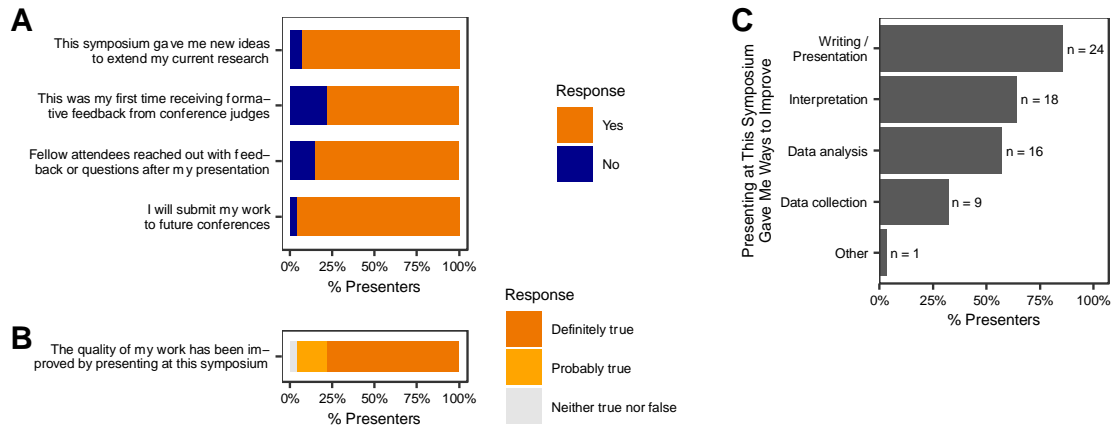 A
This symposium gave me new ideas
to extend my current research
This was my first time receiving forma–
tive feedback from conference judges
Fellow attendees reached out with feed–
back or questions after my presentation
I will submit my work
to future conferences
0% 25% 50% 75% 100%
% Presenters
Response
Yes
No
B
The quality of my work has been im–
proved by presenting at this symposium
0% 25% 50% 75% 100%
% Presenters
Response
Definitely true
Probably true
Neither true nor false
C
Presenting at This Symposium
Gave Me Ways to Improve
Writing /
Presentation
n = 24
Interpretation
n = 18
Data analysis
n = 16
Data collection
n = 9
Other
n = 1
0% 25% 50% 75% 100%
% Presenters